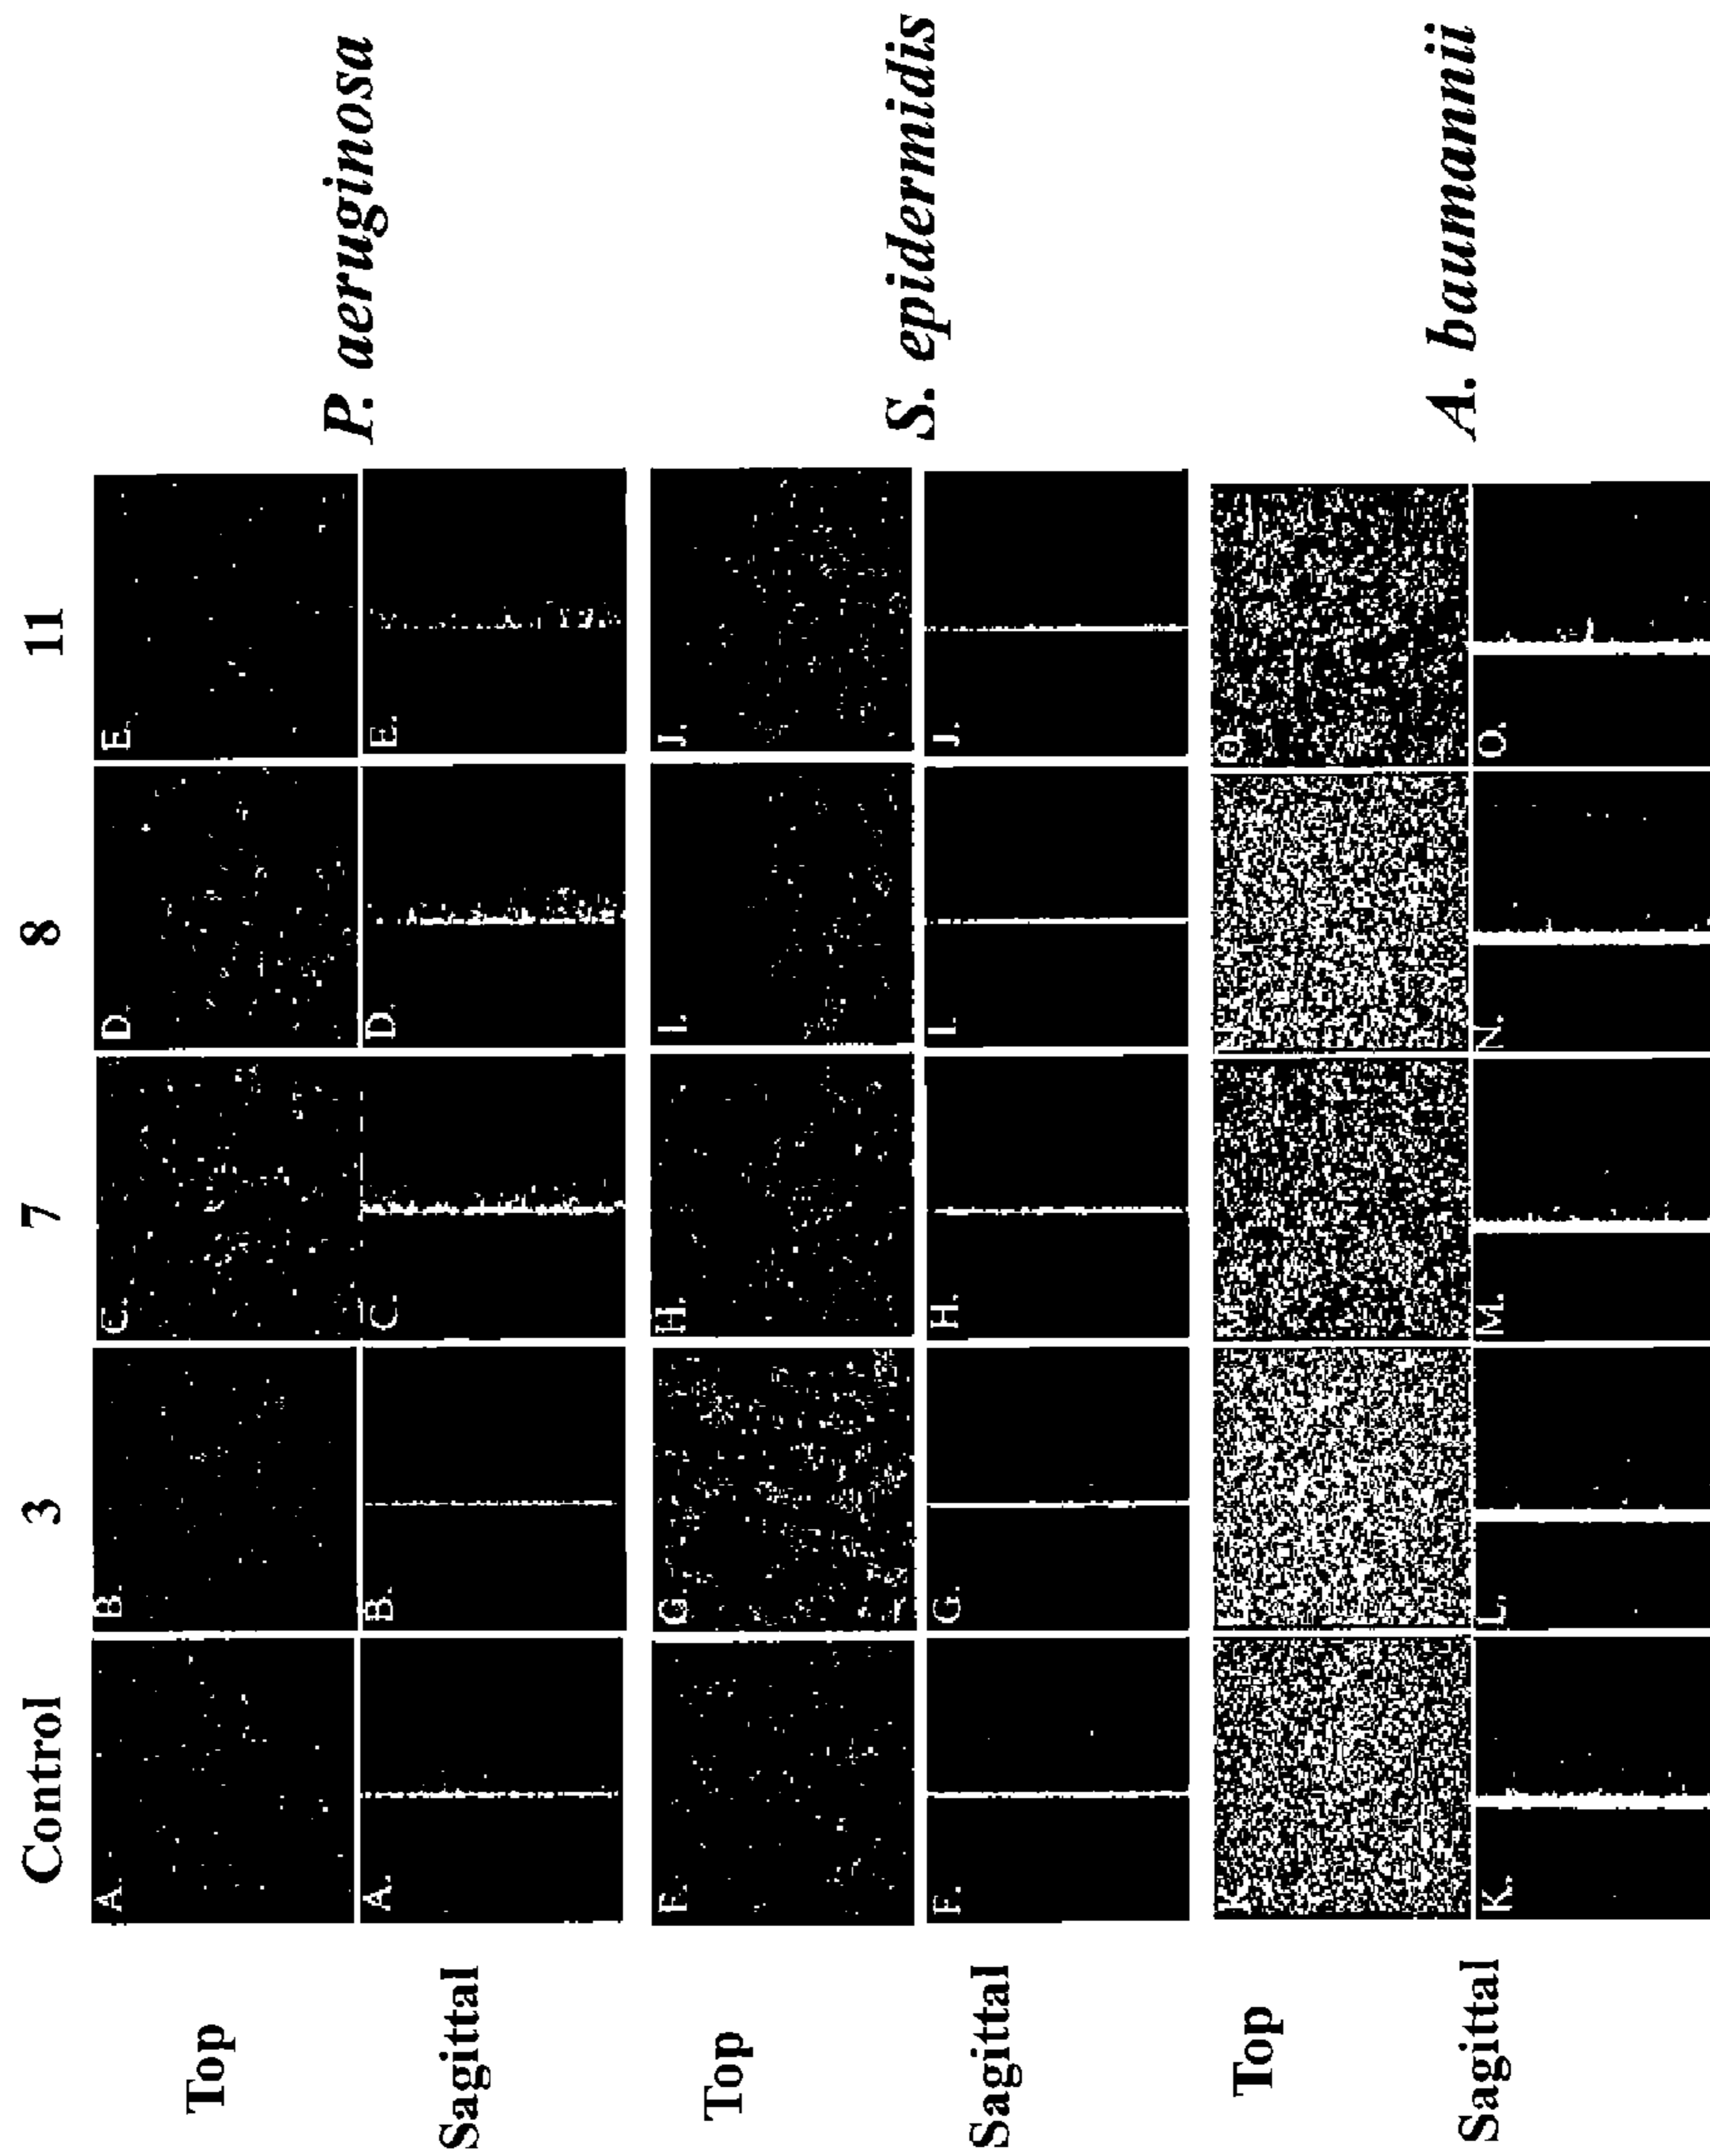 Control 3 7 8 11
Top A. B. C. D. E.
P. aeruginosa
Sagittal A. B. C. D. E.
Top F. G. H. I. J.
S. epidermidis
Sagittal F. G. H. I. J.
Top K. L. M. N. O.
A. baumannii
Sagittal K. L. M. N. O.